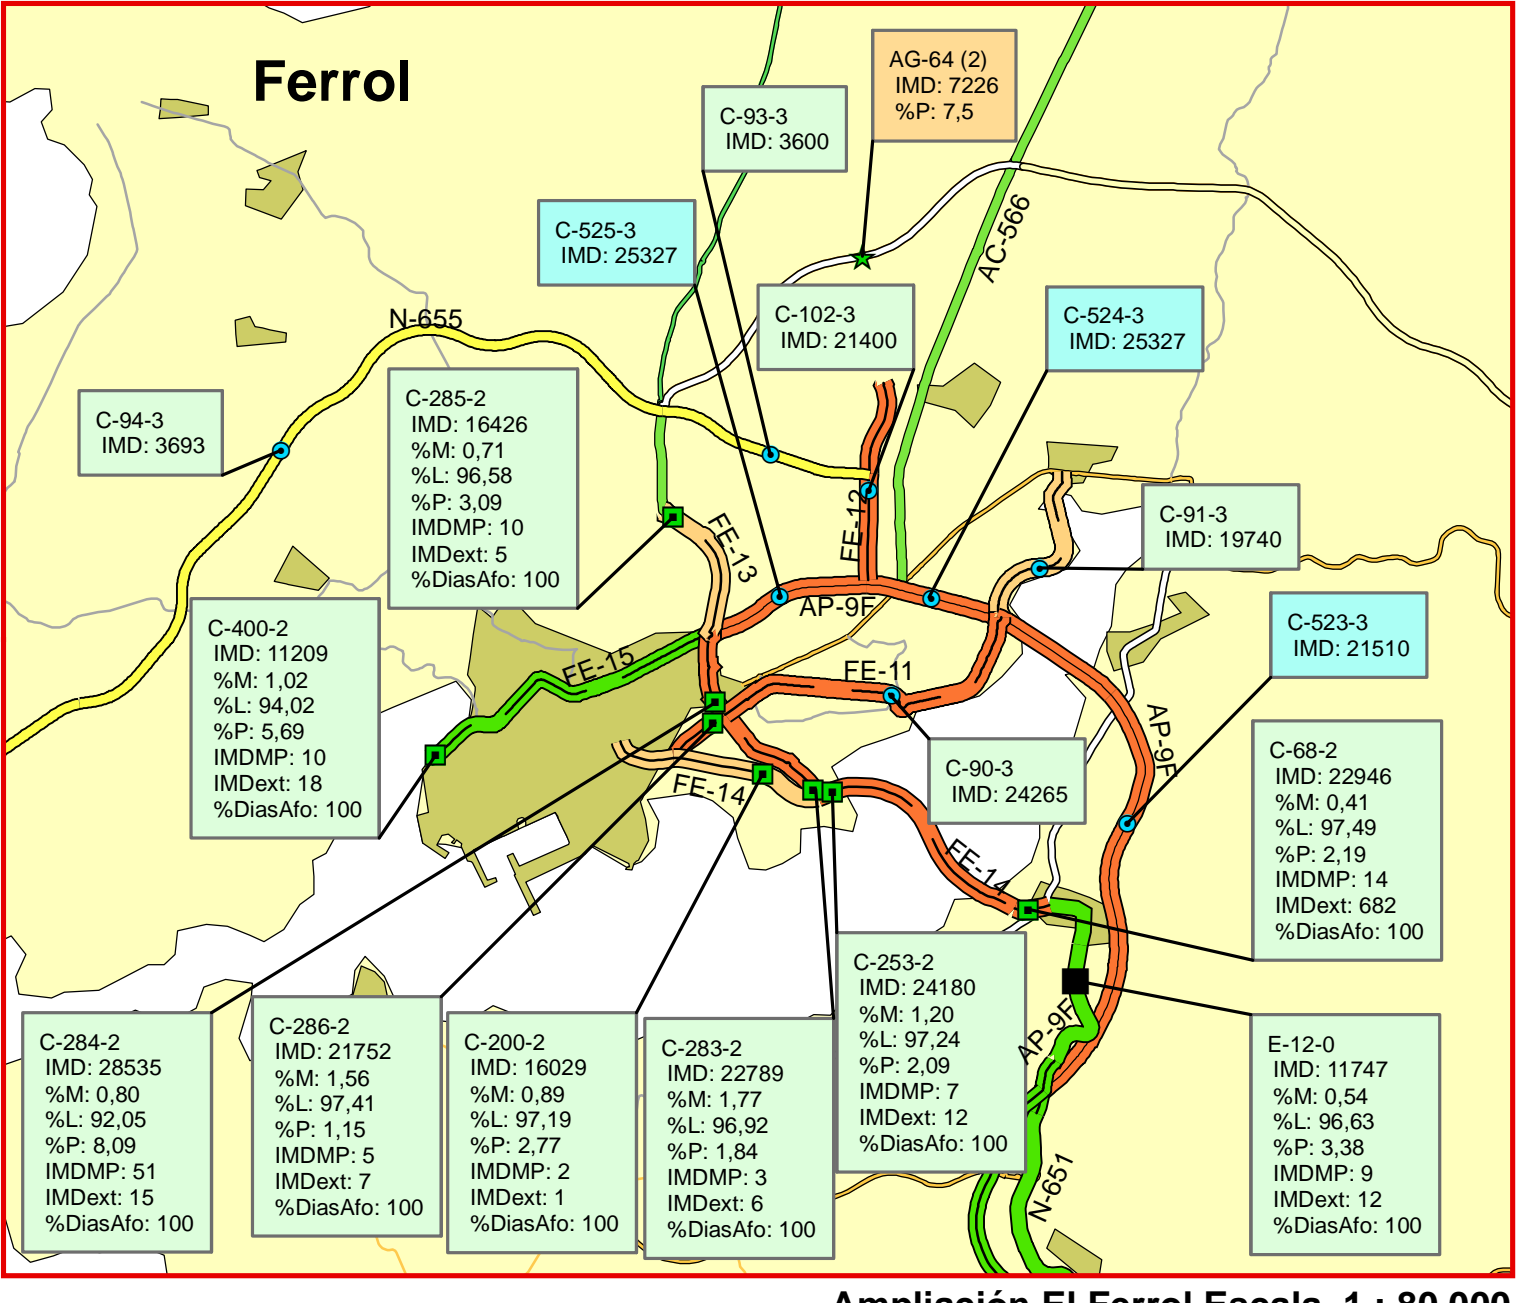 Ferrol
AG-64 (2)
IMD: 7226
%P: 7,5
C-93-3
IMD: 3600
C-525-3
IMD: 25327
AC-566
C-102-3
IMD: 21400
C-524-3
IMD: 25327
N-655
C-94-3
IMD: 3693
C-285-2
IMD: 16426
%M: 0,71
%L: 96,58
%P: 3,09
IMDMP: 10
IMDext: 5
%DiasAfo: 100
FE-13
FE-12
C-91-3
IMD: 19740
AP-9F
C-400-2
IMD: 11209
%M: 1,02
%L: 94,02
%P: 5,69
IMDMP: 10
IMDext: 18
%DiasAfo: 100
FE-15
FE-11
C-523-3
IMD: 21510
AP-9F
C-68-2
IMD: 22946
%M: 0,41
%L: 97,49
%P: 2,19
IMDMP: 14
IMDext: 682
%DiasAfo: 100
C-90-3
IMD: 24265
FE-14
FE-14
C-253-2
IMD: 24180
%M: 1,20
%L: 97,24
%P: 2,09
IMDMP: 7
IMDext: 12
%DiasAfo: 100
AP-9F
C-284-2
IMD: 28535
%M: 0,80
%L: 92,05
%P: 8,09
IMDMP: 51
IMDext: 15
%DiasAfo: 100
C-286-2
IMD: 21752
%M: 1,56
%L: 97,41
%P: 1,15
IMDMP: 5
IMDext: 7
%DiasAfo: 100
C-200-2
IMD: 16029
%M: 0,89
%L: 97,19
%P: 2,77
IMDMP: 2
IMDext: 1
%DiasAfo: 100
C-283-2
IMD: 22789
%M: 1,77
%L: 96,92
%P: 1,84
IMDMP: 3
IMDext: 6
%DiasAfo: 100
E-12-0
IMD: 11747
%M: 0,54
%L: 96,63
%P: 3,38
IMDMP: 9
IMDext: 12
%DiasAfo: 100
N-651
Ampliación El Ferrol Escala 1 : 80.000